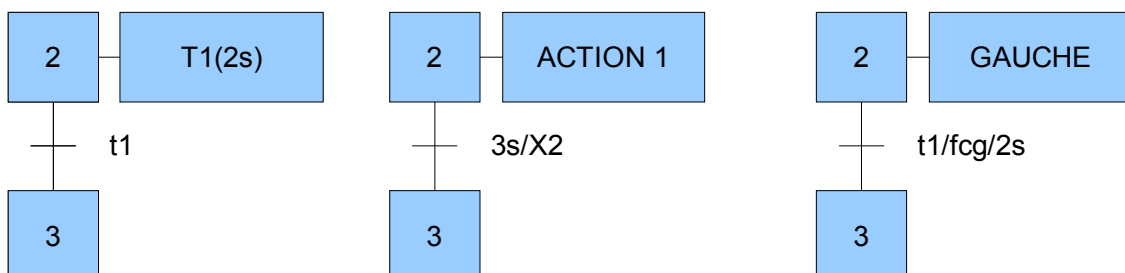 2 T1(2s) 2 ACTION 1 2 GAUCHE
t1 3s/X2 t1/fcg/2s
3 3 3